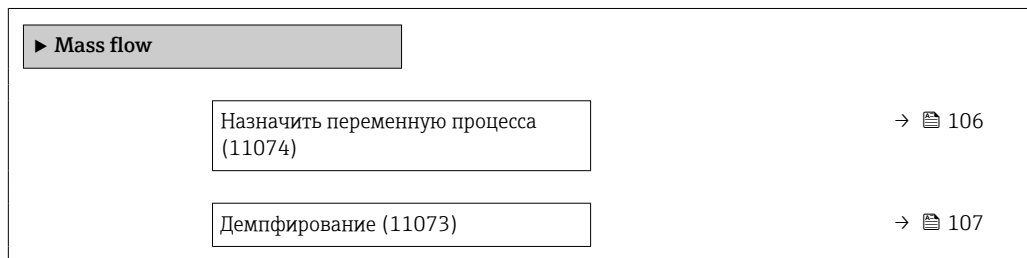 ▶ Mass flow
Назначить переменную процесса → 106
(11074)
Демпфирование (11073) → 107